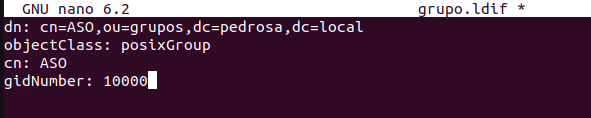 GNU nano 6.2 grupo.ldif *
dn: cn=ASO,ou=grupos,dc=pedrosa,dc=local
objectClass: posixGroup
cn: ASO
gidNumber: 10000